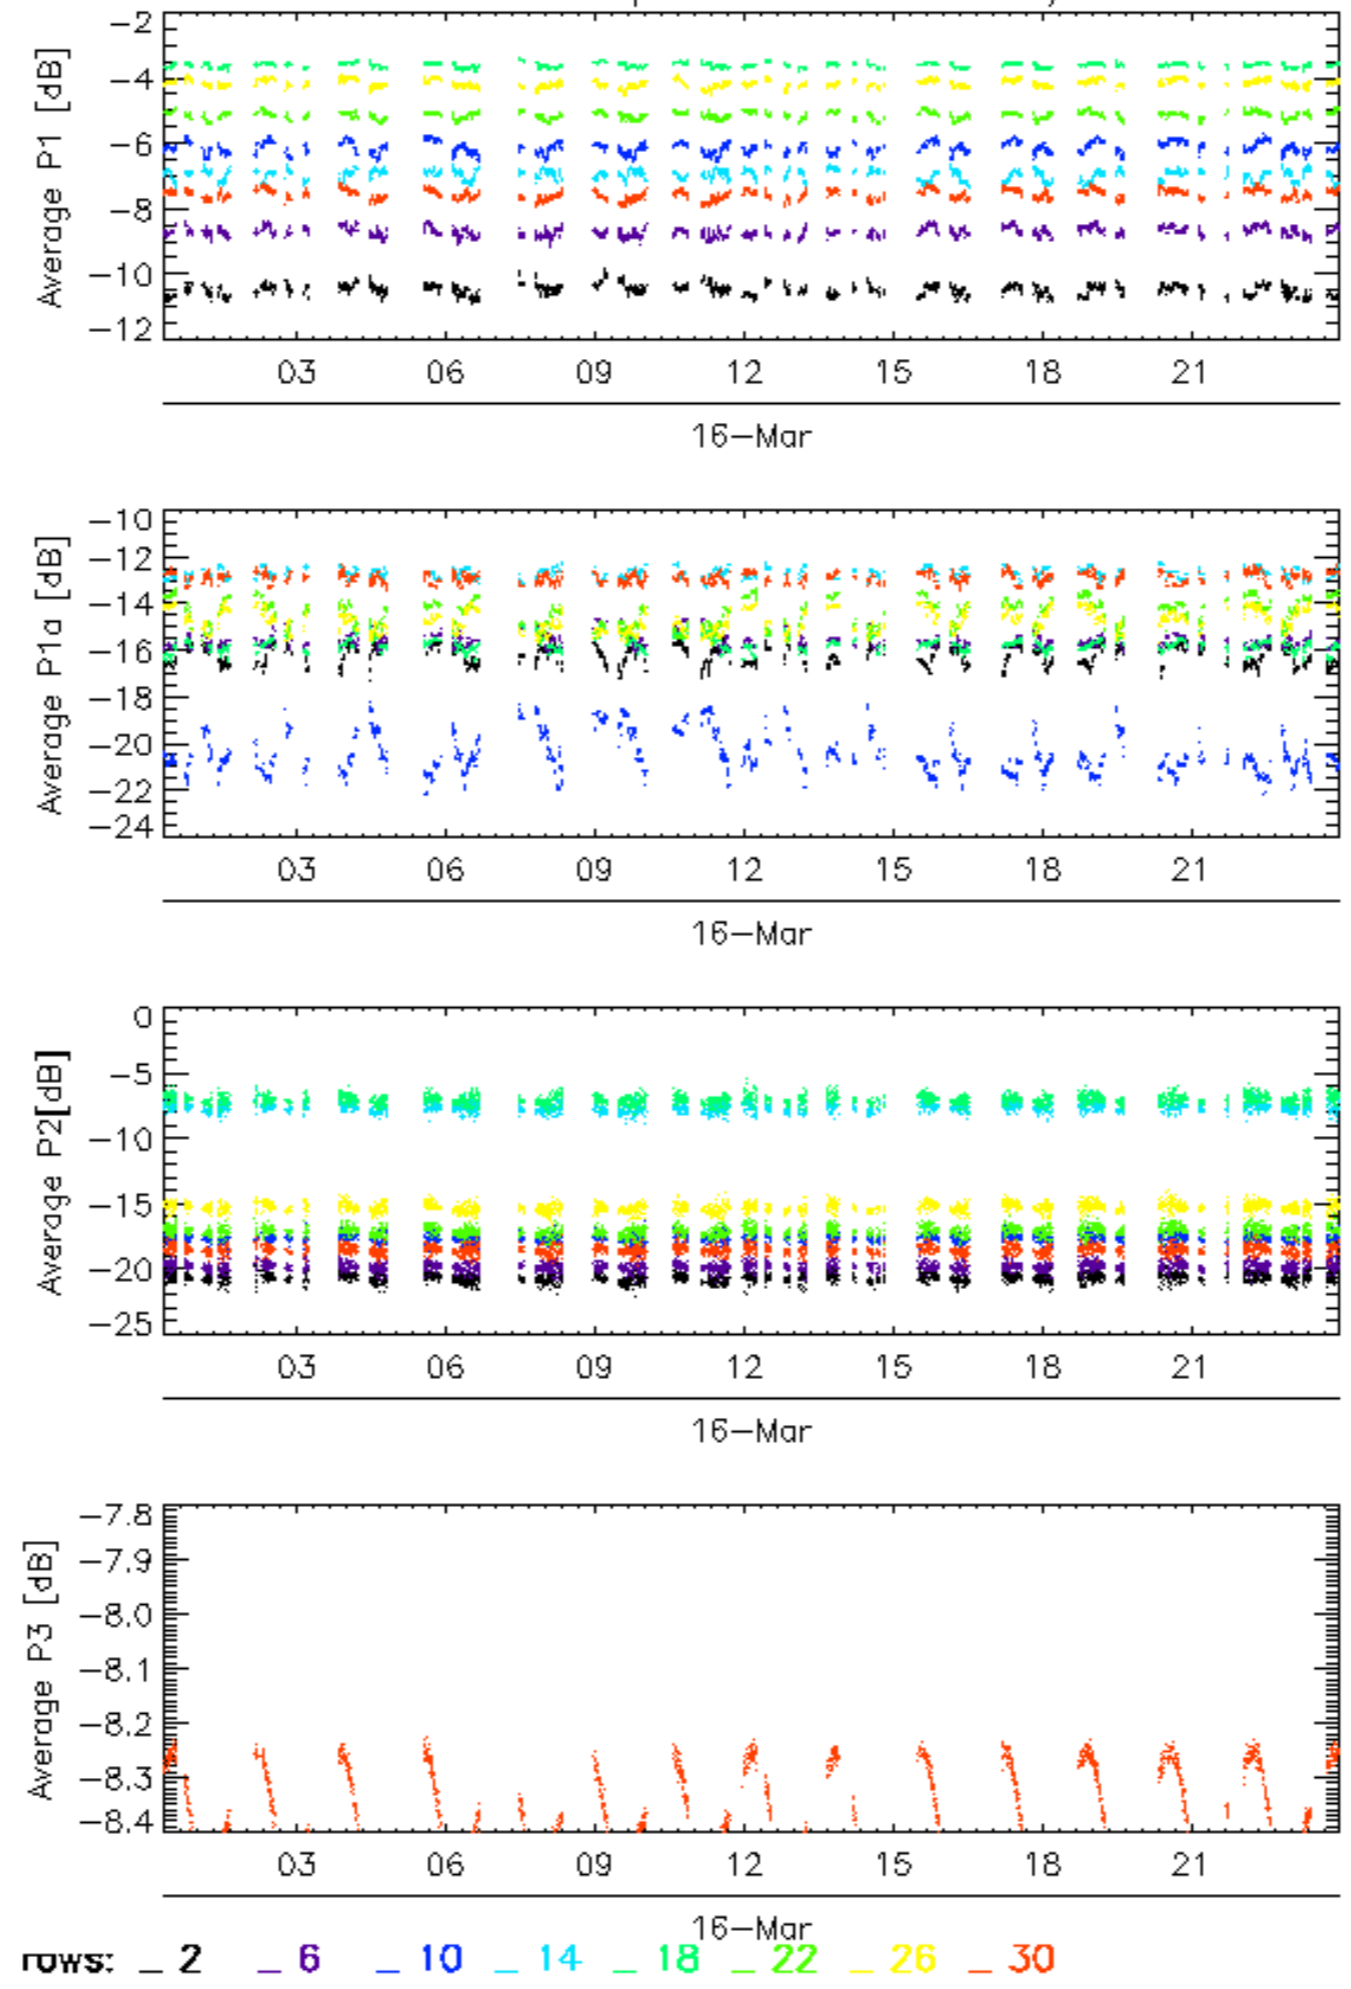 −2
−4
−6
−8
−10
−12
Average P1 [dB]
03 06 09 12 15 18 21
16−Mar
−10
−12
−14
−16
−18
−20
−22
−24
Average P1a [dB]
03 06 09 12 15 18 21
16−Mar
0
−5
−10
−15
−20
−25
Average P2[dB]
03 06 09 12 15 18 21
16−Mar
−7.8
−7.9
−8.0
−8.1
−8.2
−8.3
−8.4
Average P3 [dB]
03 06 09 12 15 18 21
16−Mar
rows: _ 2 _ 6 _ 10 _ 14 _ 18 _ 22 _ 26 _ 30